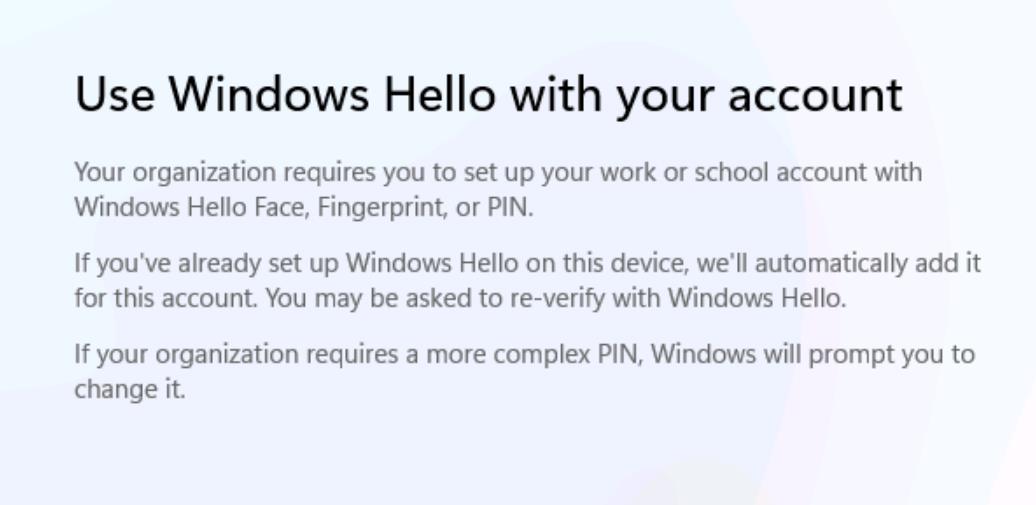 Use Windows Hello with your account
Your organization requires you to set up your work or school account with
Windows Hello Face, Fingerprint, or PIN.
If you've already set up Windows Hello on this device, we'll automatically add it
for this account. You may be asked to re-verify with Windows Hello.
If your organization requires a more complex PIN, Windows will prompt you to
change it.